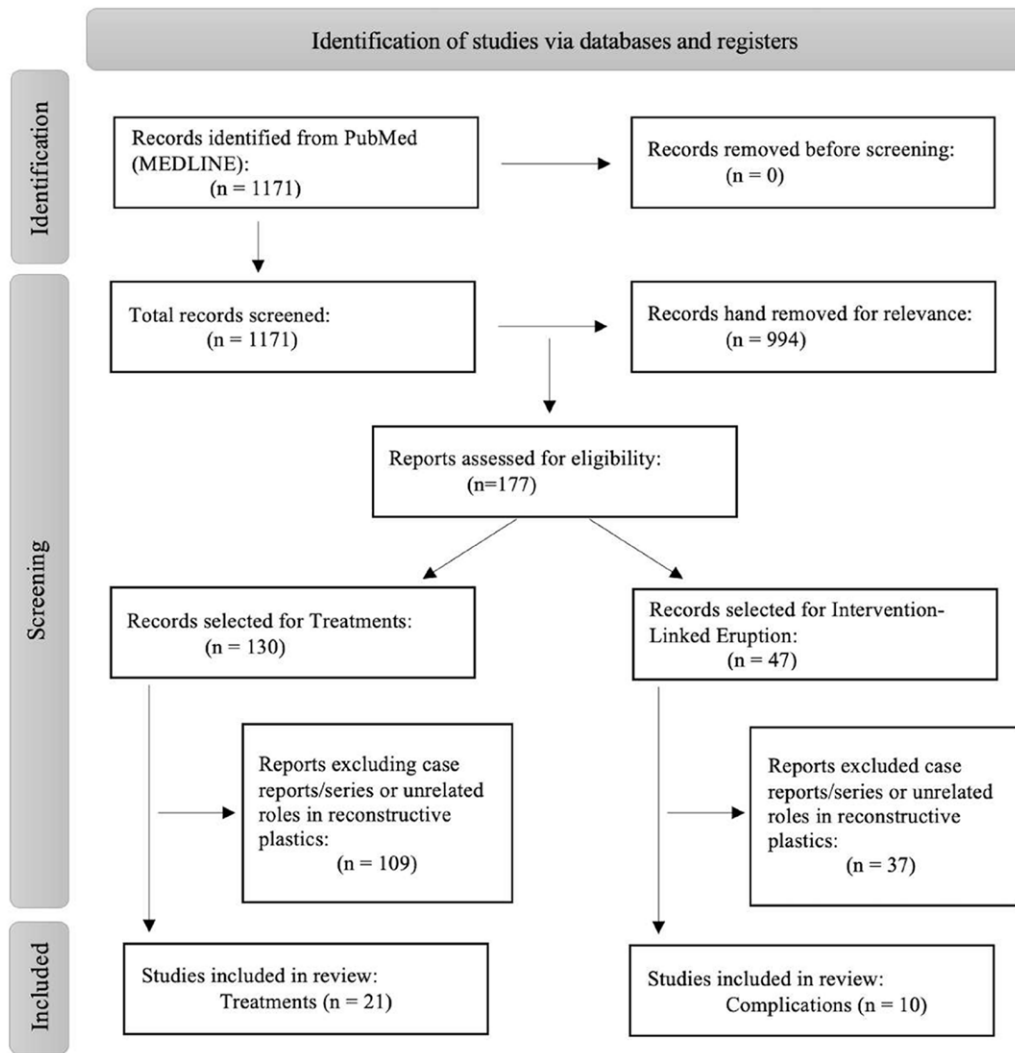 Identification of studies via databases and registers
Identification
Records identified from PubMed
(MEDLINE):
(n = 1171)
Records removed before screening:
(n = 0)
Screening
Total records screened:
(n = 1171)
Records hand removed for relevance:
(n = 994)
Reports assessed for eligibility:
(n=177)
Records selected for Treatments:
(n = 130)
Records selected for Intervention-
Linked Eruption:
(n = 47)
Reports excluding case
reports/series or unrelated
roles in reconstructive
plastics:
(n = 109)
Reports excluded case
reports/series or unrelated
roles in reconstructive
plastics:
(n = 37)
Included
Studies included in review:
Treatments (n = 21)
Studies included in review:
Complications (n = 10)